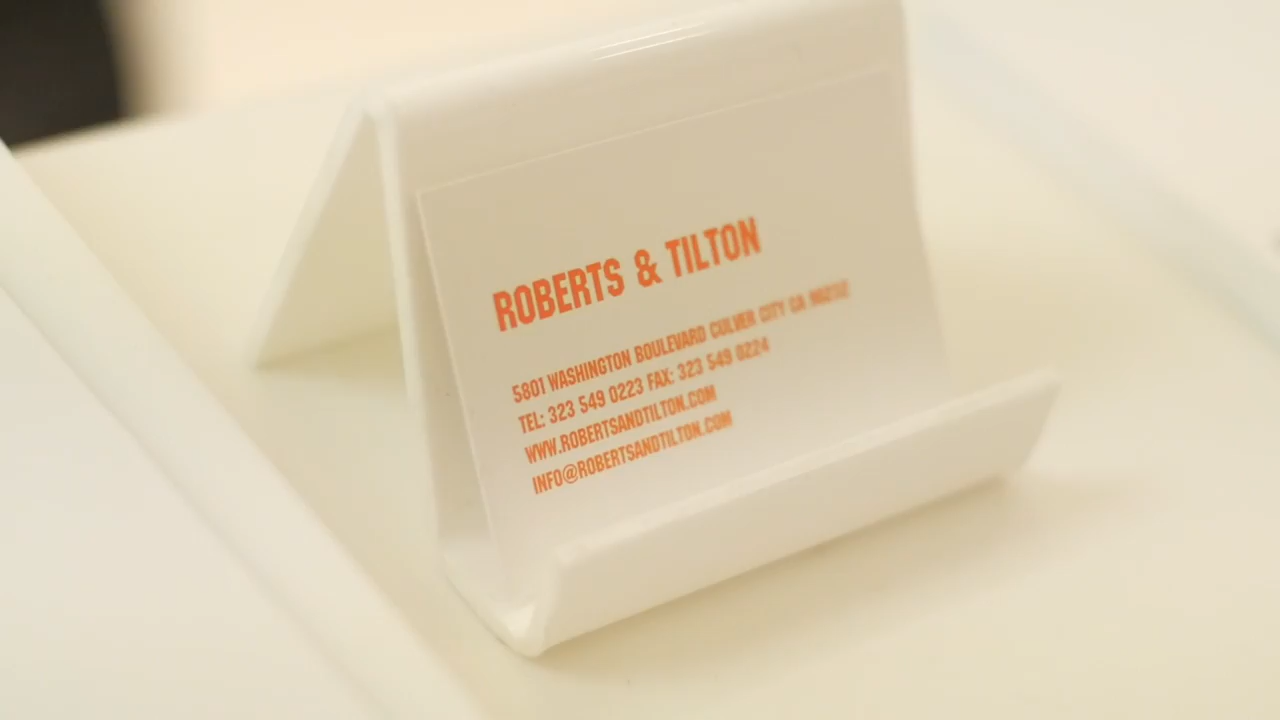 ROBERTS & TILTON
5801 WASHINGTON BOULEVARD CULVER CITY CA 90232
TEL: 323 549 0223 FAX: 323 549 0224
WWW.ROBERTSANDTILTON.COM
INFO@ROBERTSANDTILTON.COM